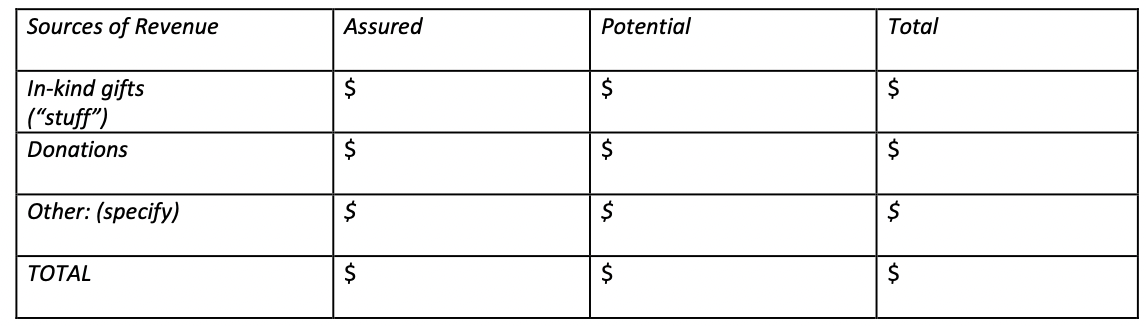 Sources of Revenue Assured Potential Total
In-kind gifts $ $ $
(“stuff”)
Donations $ $ $
Other: (specify) $ $ $
TOTAL $ $ $